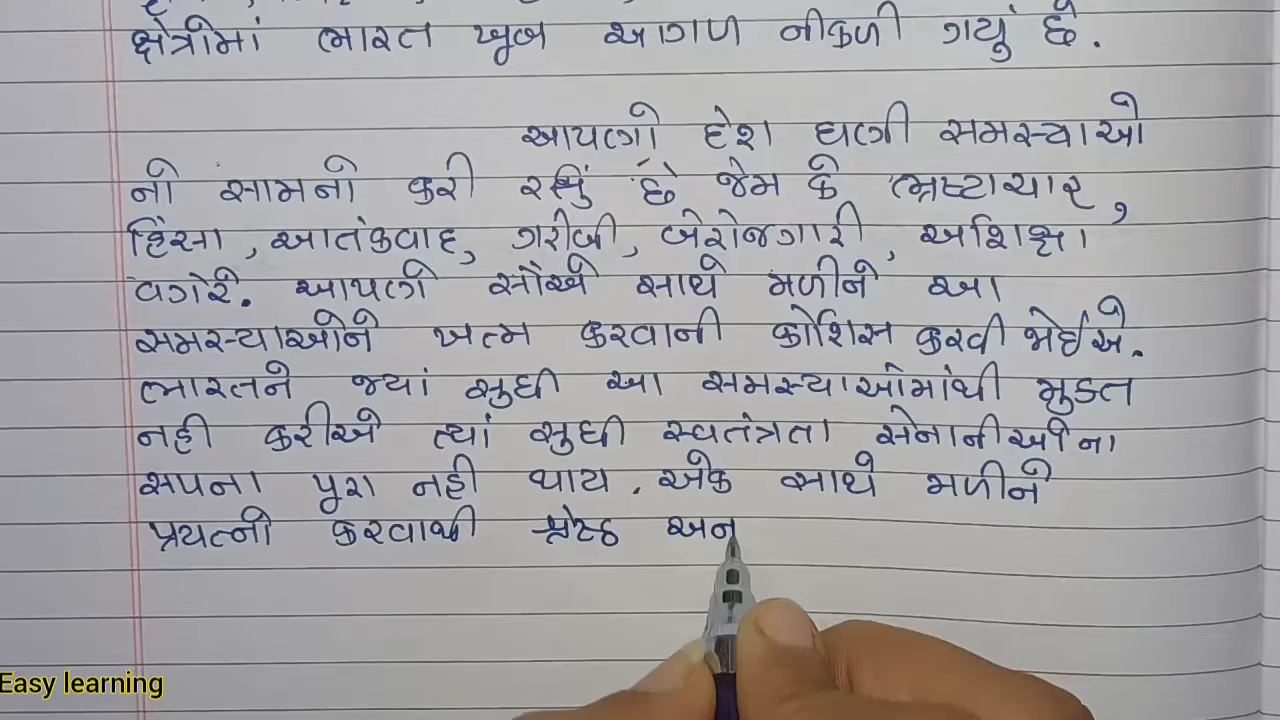 ક્ષેત્રોમાં ભારત ખૂબ આગળ નીકળી ગયું છે.
આપણો દેશ ઘણી સમસ્યાઓ
નો સામનો કરી રહ્યું છે જેમ કે ભ્રષ્ટાચાર,
હિંસા, આતંકવાદ, ગરીબી, બેરોજગારી, અશિક્ષા
વગેરે. આપણે સૌએ સાથે મળીને આ
સમસ્યાઓને ખત્મ કરવાની કોશિસ કરવી જોઈએ.
ભારતને જ્યાં સુધી આ સમસ્યાઓમાંથી મુક્ત
નહી કરીએ ત્યાં સુધી સ્વતંત્રતા સેનાનીઓના
સપના પૂરા નહી થાય. એક સાથે મળીને
પ્રયત્નો કરવાથી શ્રેષ્ઠ અન
Easy learning